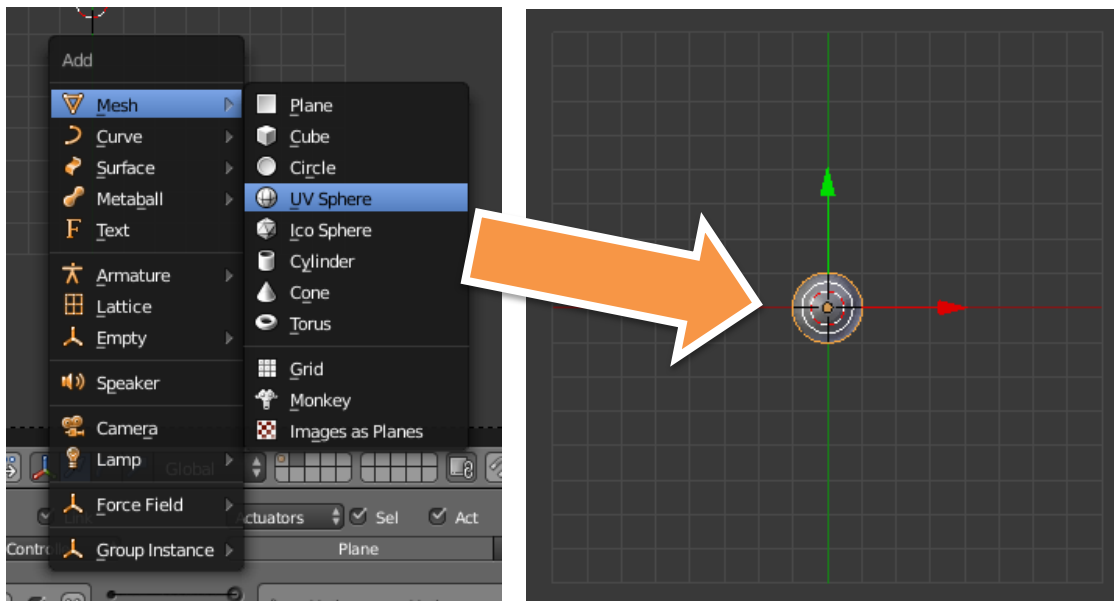 Add
Mesh
Curve
Surface
Metaball
Text
Armature
Lattice
Empty
Speaker
Camera
Lamp
Force Field
Group Instance
Plane
Cube
Circle
UV Sphere
Ico Sphere
Cylinder
Cone
Torus
Grid
Monkey
Images as Planes
Global
Sel
Act
Plane